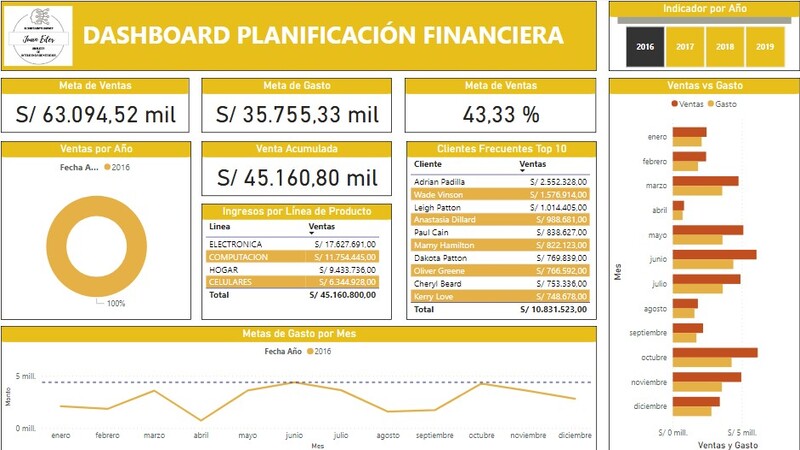 Juan Estes
DASHBOARD PLANIFICACIÓN FINANCIERA
Indicador por Año
2016 2017 2018 2019
Meta de Ventas
S/ 63.094,52 mil
Meta de Gasto
S/ 35.755,33 mil
Meta de Ventas
43,33 %
Ventas por Año
Fecha A... 2016
100%
Venta Acumulada
S/ 45.160,80 mil
Ingresos por Línea de Producto
Linea Ventas
ELECTRONICA S/ 17.627.691,00
COMPUTACION S/ 11.754.445,00
HOGAR S/ 9.433.736,00
CELULARES S/ 6.344.928,00
Total S/ 45.160.800,00
Clientes Frecuentes Top 10
Cliente Ventas
Adrian Padilla S/ 2.552.328,00
Wade Vinson S/ 1.576.914,00
Leigh Patton S/ 1.014.405,00
Anastasia Dillard S/ 988.681,00
Paul Cain S/ 838.627,00
Marny Hamilton S/ 822.123,00
Dakota Patton S/ 769.839,00
Oliver Greene S/ 766.592,00
Cheryl Beard S/ 753.336,00
Kerry Love S/ 748.678,00
Total S/ 10.831.523,00
Ventas vs Gasto
Ventas Gasto
Mes
enero
febrero
marzo
abril
mayo
junio
julio
agosto
septiembre
octubre
noviembre
diciembre
S/ 0 mill. S/ 5 mill.
Ventas y Gasto
Metas de Gasto por Mes
Fecha Año 2016
Monto
5 mill.
0 mill.
enero febrero marzo abril mayo junio julio agosto septiembre octubre noviembre diciembre
Mes